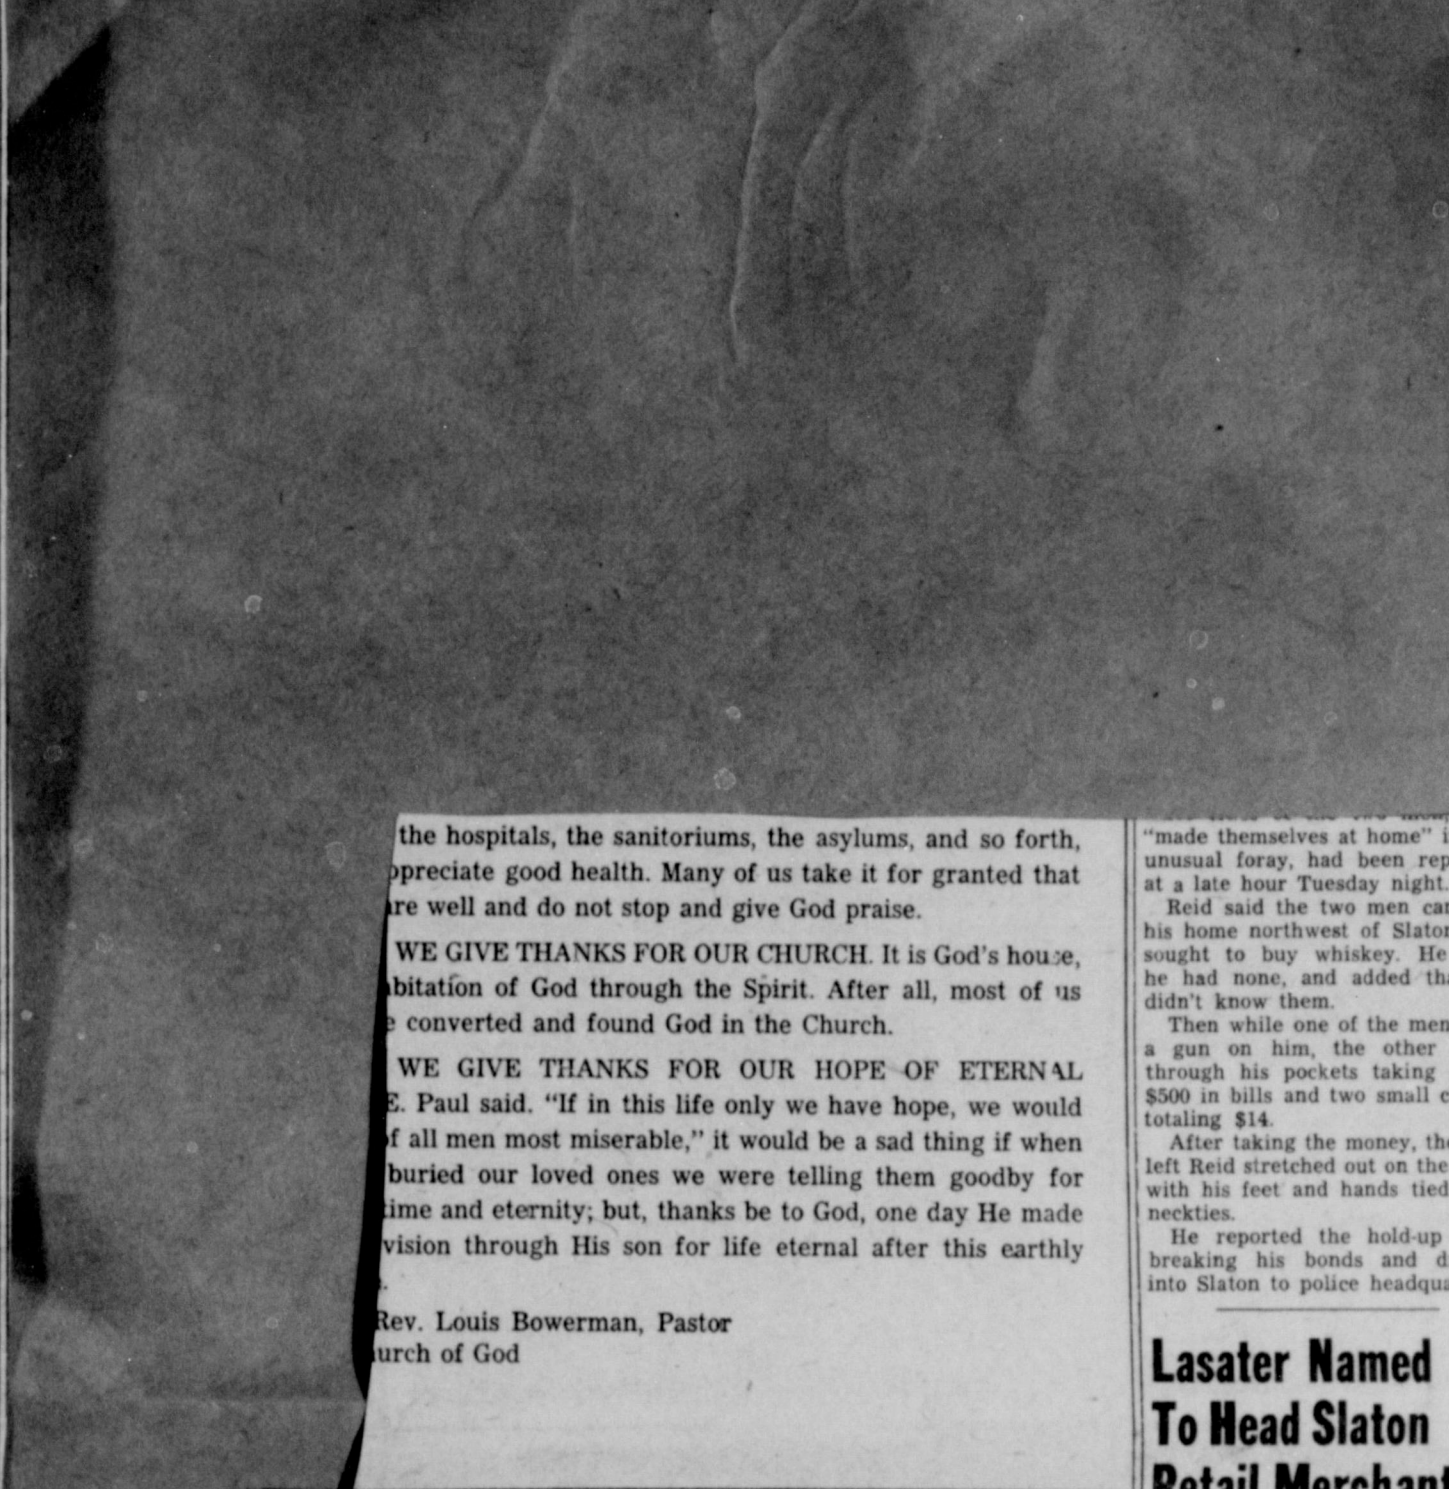 the hospitals, the sanitoriums, the asylums, and so forth,
ppreciate good health. Many of us take it for granted that
are well and do not stop and give God praise.
WE GIVE THANKS FOR OUR CHURCH. It is God's house,
bitation of God through the Spirit. After all, most of us
converted and found God in the Church.
WE GIVE THANKS FOR OUR HOPE OF ETERNAL
E. Paul said. “If in this life only we have hope, we would
of all men most miserable,” it would be a sad thing if when
buried our loved ones we were telling them goodby for
time and eternity; but, thanks be to God, one day He made
vision through His son for life eternal after this earthly
Rev. Louis Bowerman, Pastor
urch of God
“made themselves at home” i
unusual foray, had been rep
at a late hour Tuesday night.
Reid said the two men car
his home northwest of Slaton
sought to buy whiskey. He
he had none, and added tha
didn't know them.
Then while one of the men
a gun on him, the other
through his pockets taking
$500 in bills and two small c
totaling $14.
After taking the money, the
left Reid stretched out on the
with his feet and hands tied
neckties.
He reported the hold-up
breaking his bonds and d
into Slaton to police headqua
Lasater Named
To Head Slaton
Retail Merchant